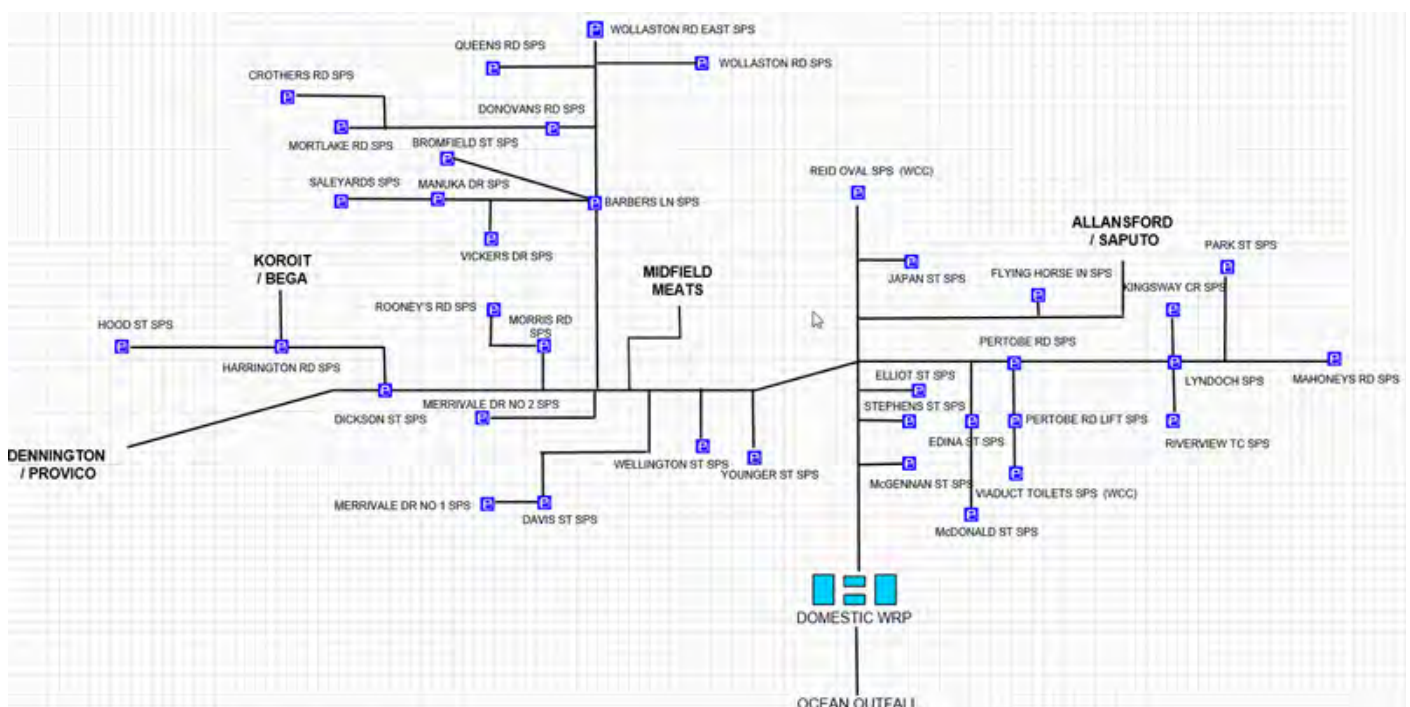 WOLLASTON RD EAST SPS
QUEENS RD SPS
WOLLASTON RD SPS
CROTHERS RD SPS
DONOVANS RD SPS
MORTLAKE RD SPS
BROMFIELD ST SPS
SALEYARDS SPS
MANUKA DR SPS
BARBERS LN SPS
VICKERS DR SPS
REID OVAL SPS (WCC)
ALLANSFORD
/ SAPUTO
PARK ST SPS
JAPAN ST SPS
FLYING HORSE IN SPS
KINGSWAY CR SPS
KOROIT
/ BEGA
MIDFIELD
MEATS
ROONEY'S RD SPS
MORRIS RD
SPS
HOOD ST SPS
HARRINGTON RD SPS
PERTOBE RD SPS
ELLIOT ST SPS
LYNDOCH SPS
MAHONEYS RD SPS
MERRIVALE DR NO 2 SPS
DICKSON ST SPS
STEPHENS ST SPS
EDINA ST SPS
PERTOBE RD LIFT SPS
RIVERVIEW TC SPS
DENNINGTON
/ PROVICO
WELLINGTON ST SPS
YOUNGER ST SPS
McGENNAN ST SPS
VIADUCT TOILETS SPS (WCC)
MERRIVALE DR NO 1 SPS
DAVIS ST SPS
McDONALD ST SPS
DOMESTIC WRP
OCEAN OUTFALL